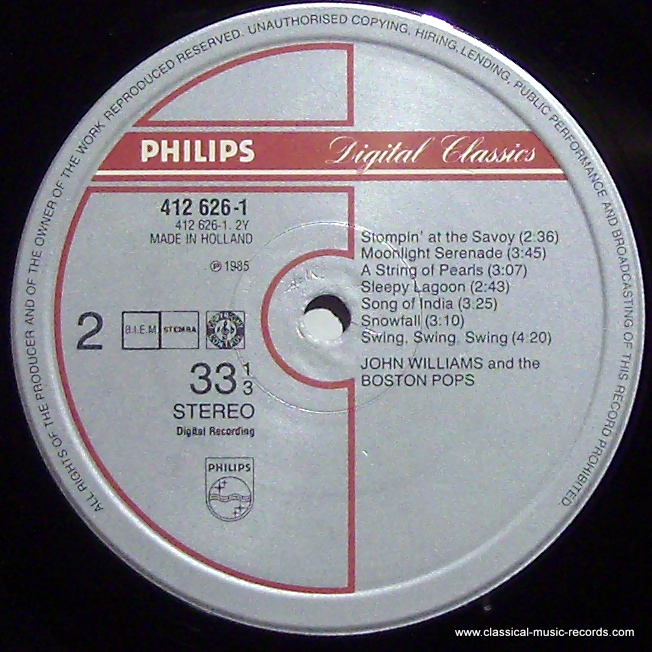 ALL RIGHTS OF THE PRODUCER AND OF THE OWNER OF THE WORK REPRODUCED RESERVED. UNAUTHORISED COPYING, HIRING, LENDING, PUBLIC PERFORMANCE AND BROADCASTING OF THIS RECORD PROHIBITED.
PHILIPS Digital Classics
412 626-1
412 626-1. 2Y
MADE IN HOLLAND
℗ 1985
2
B.I.E.M. STEMRA
33 1/3
STEREO
Digital Recording
PHILIPS
Stompin' at the Savoy (2:36)
Moonlight Serenade (3:45)
A String of Pearls (3:07)
Sleepy Lagoon (2:43)
Song of India (3:25)
Snowfall (3:10)
Swing, Swing, Swing (4:20)
JOHN WILLIAMS and the
BOSTON POPS
www.classical-music-records.com